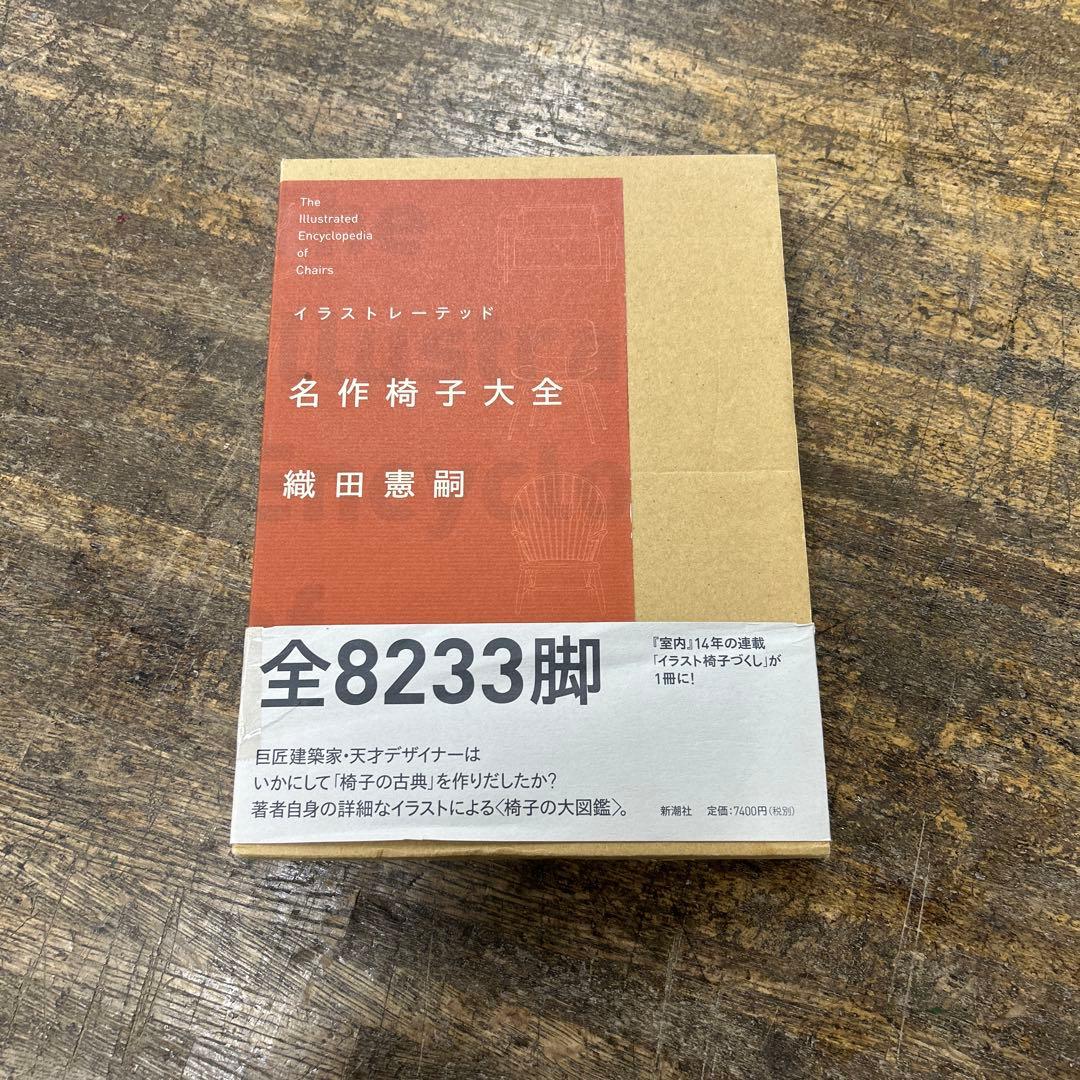 The
Illustrated
Encyclopedia
of
Chairs
イラストレーテッド
名作椅子大全
織田憲嗣
全8233脚
『室内』14年の連載
「イラスト椅子づくし」が
1冊に!
巨匠建築家・天才デザイナーは
いかにして「椅子の古典」を作りだしたか?
著者自身の詳細なイラストによる〈椅子の大図鑑〉。
新潮社 定価:7400円(税別)